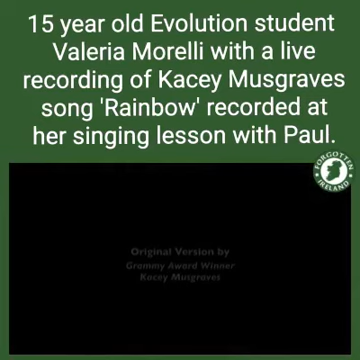 15 year old Evolution student
Valeria Morelli with a live
recording of Kacey Musgraves
song 'Rainbow' recorded at
her singing lesson with Paul.
FORGOTTEN
IRELAND
Original Version by
Grammy Award Winner
Kacey Musgraves